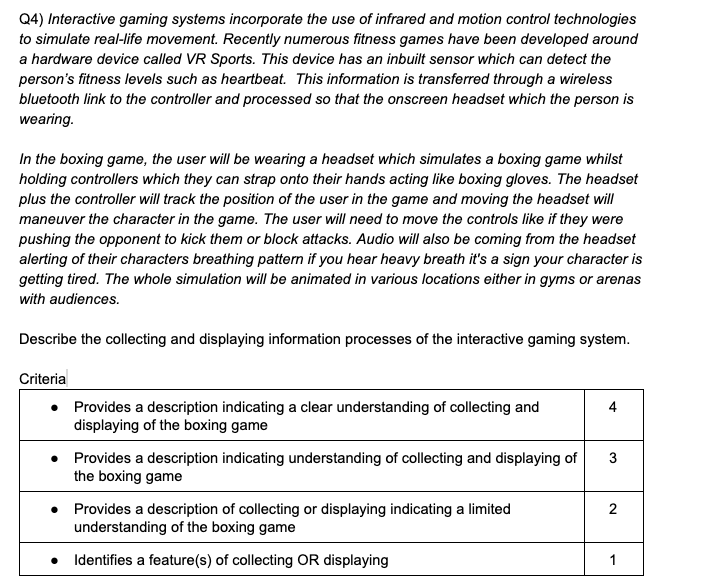 Q4) Interactive gaming systems incorporate the use of infrared and motion control technologies
to simulate real-life movement. Recently numerous fitness games have been developed around
a hardware device called VR Sports. This device has an inbuilt sensor which can detect the
person's fitness levels such as heartbeat.  This information is transferred through a wireless
bluetooth link to the controller and processed so that the onscreen headset which the person is
wearing.

In the boxing game, the user will be wearing a headset which simulates a boxing game whilst
holding controllers which they can strap onto their hands acting like boxing gloves. The headset
plus the controller will track the position of the user in the game and moving the headset will
maneuver the character in the game. The user will need to move the controls like if they were
pushing the opponent to kick them or block attacks. Audio will also be coming from the headset
alerting of their characters breathing pattern if you hear heavy breath it's a sign your character is
getting tired. The whole simulation will be animated in various locations either in gyms or arenas
with audiences.

Describe the collecting and displaying information processes of the interactive gaming system.

Criteria
● Provides a description indicating a clear understanding of collecting and 4
displaying of the boxing game
● Provides a description indicating understanding of collecting and displaying of 3
the boxing game
● Provides a description of collecting or displaying indicating a limited 2
understanding of the boxing game
● Identifies a feature(s) of collecting OR displaying 1